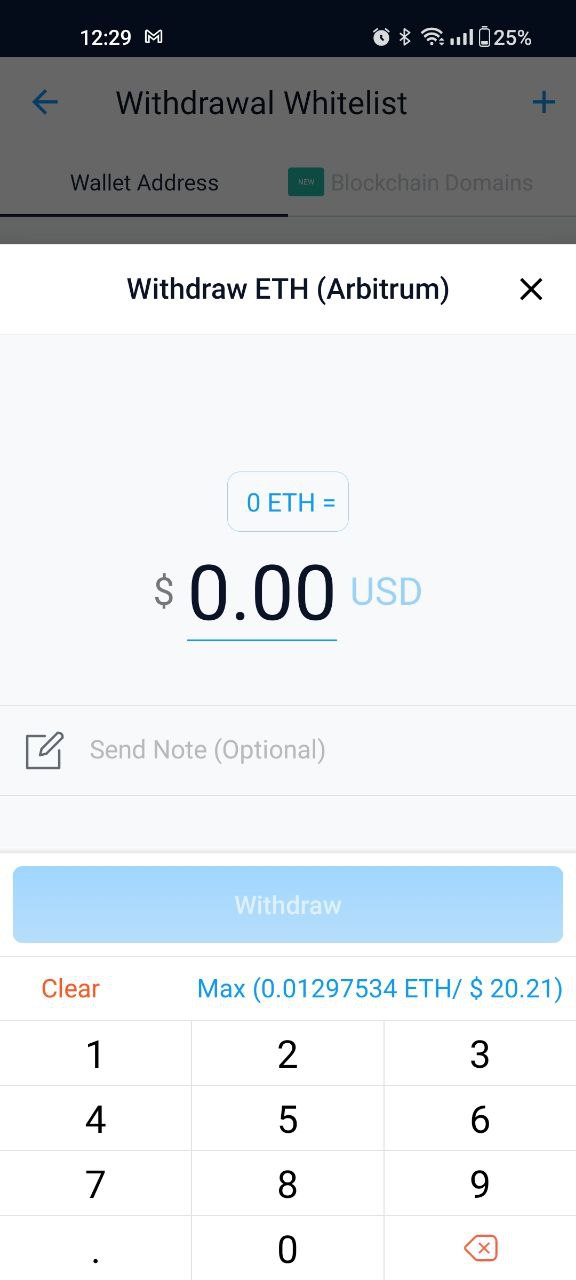 12:29 25%
Withdrawal Whitelist
Wallet Address NEW Blockchain Domains
Withdraw ETH (Arbitrum)
0 ETH =
$ 0.00 USD
Send Note (Optional)
Withdraw
Clear Max (0.01297534 ETH/ $ 20.21)
1 2 3
4 5 6
7 8 9
. 0